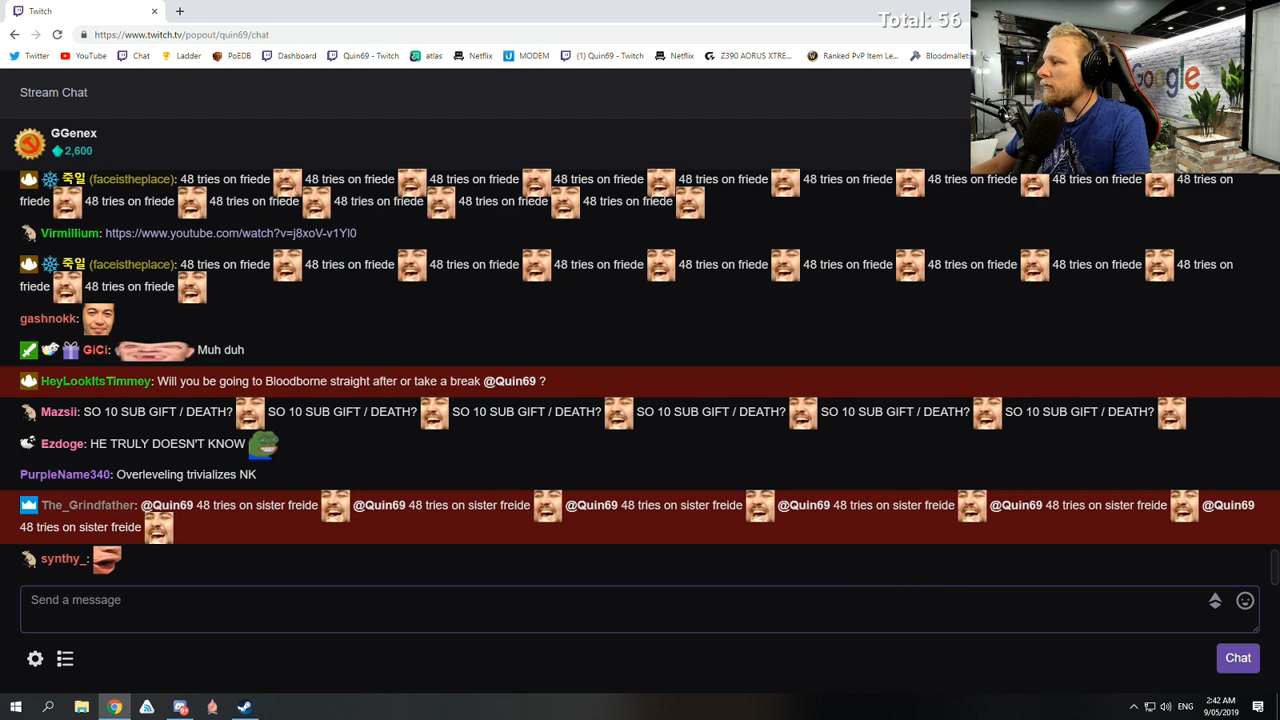 Twitch
Total: 56
https://www.twitch.tv/popout/quin69/chat
Twitter YouTube Chat Ladder PoEDB Dashboard Quin69 - Twitch atlas Netflix MODEM (1) Quin69 - Twitch Netflix Z390 AORUS XTRE... Ranked PvP Item Le... Bloodmallet
Google
Stream Chat
GGenex
2,600
죽일 (faceistheplace): 48 tries on friede 48 tries on friede 48 tries on friede 48 tries on friede 48 tries on friede 48 tries on friede 48 tries on friede 48 tries on friede 48 tries on
friede 48 tries on friede 48 tries on friede 48 tries on friede 48 tries on friede 48 tries on friede
Virmillium: https://www.youtube.com/watch?v=j8xoV-v1Yl0
죽일 (faceistheplace): 48 tries on friede 48 tries on friede 48 tries on friede 48 tries on friede 48 tries on friede 48 tries on friede 48 tries on friede 48 tries on friede 48 tries on
friede 48 tries on friede
gashnokk:
GiCi: Muh duh
HeyLookItsTimmey: Will you be going to Bloodborne straight after or take a break @Quin69 ?
Mazsii: SO 10 SUB GIFT / DEATH? SO 10 SUB GIFT / DEATH? SO 10 SUB GIFT / DEATH? SO 10 SUB GIFT / DEATH? SO 10 SUB GIFT / DEATH? SO 10 SUB GIFT / DEATH?
Ezdoge: HE TRULY DOESN'T KNOW
PurpleName340: Overleveling trivializes NK
The_Grindfather: @Quin69 48 tries on sister freide @Quin69 48 tries on sister freide @Quin69 48 tries on sister freide @Quin69 48 tries on sister freide @Quin69 48 tries on sister freide @Quin69
48 tries on sister freide
synthy_:
Send a message
Chat
ENG
2:42 AM
9/05/2019